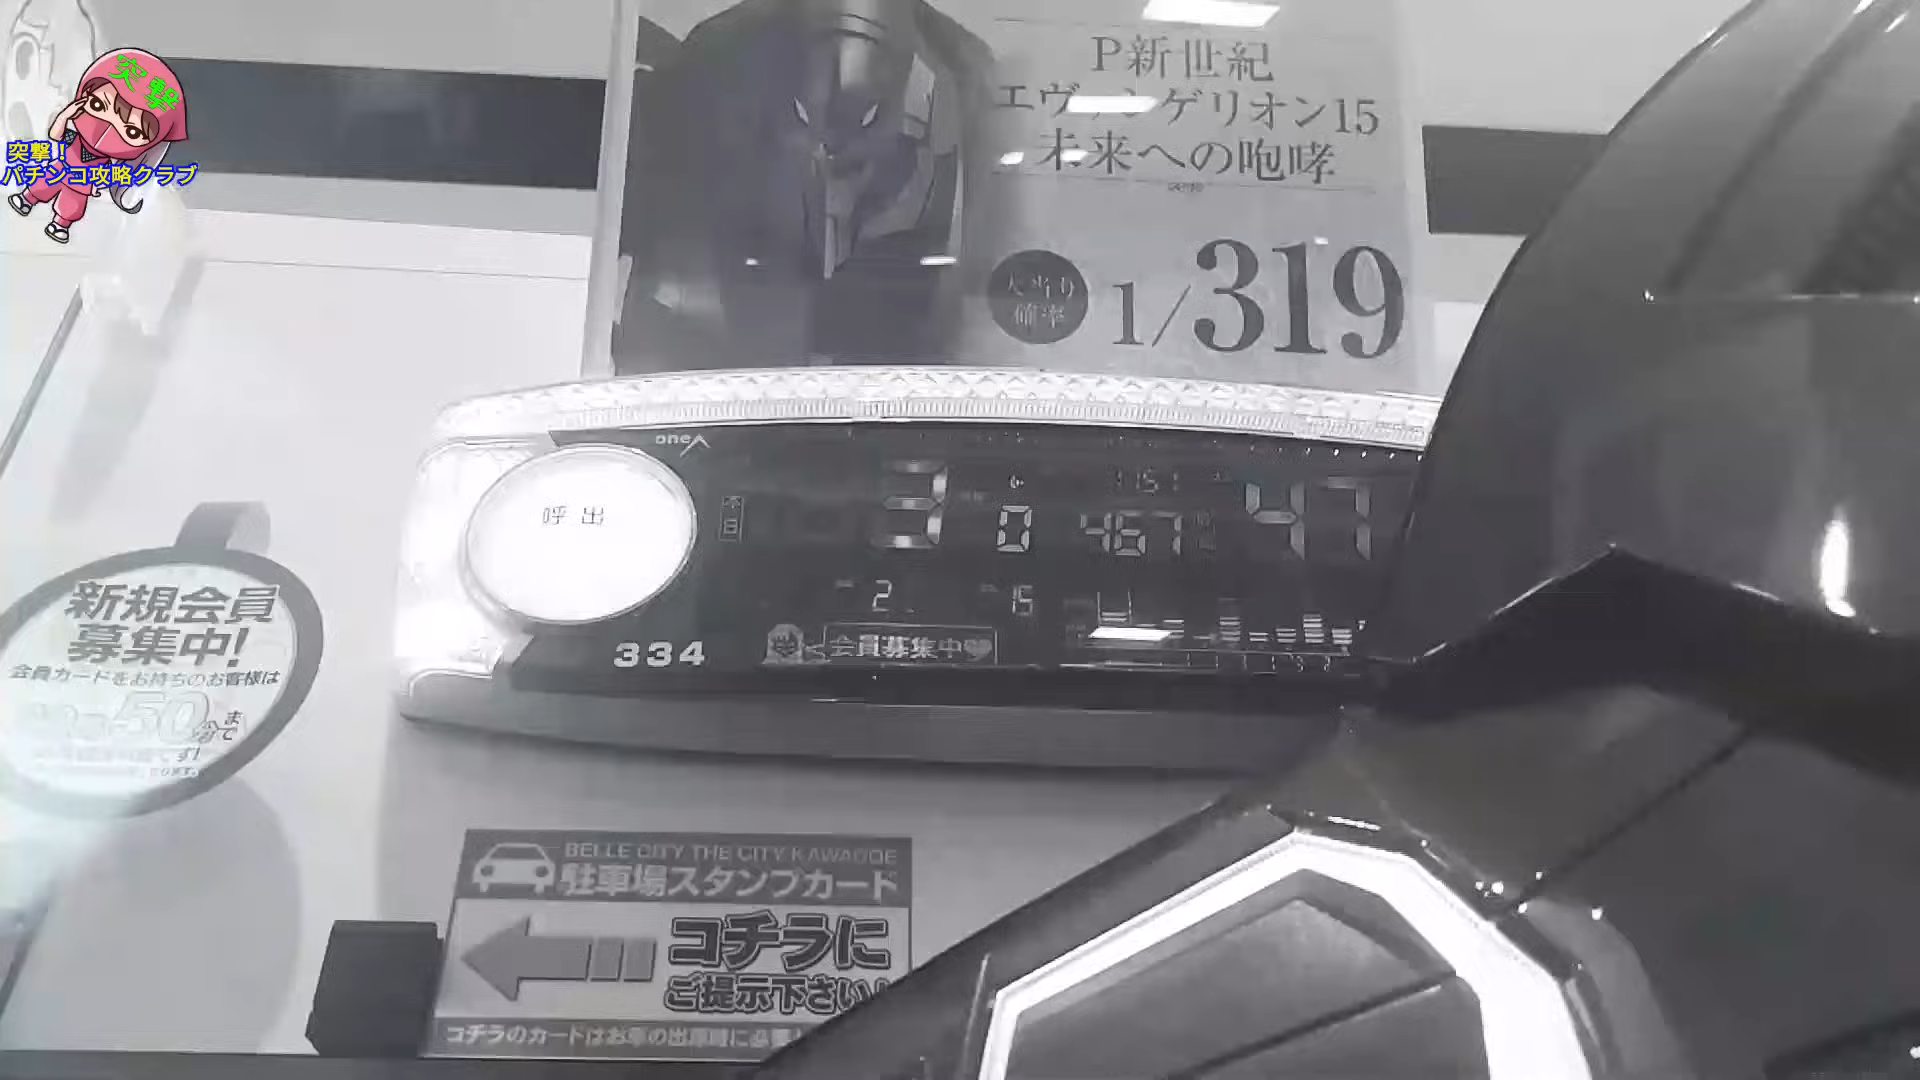 突撃
突撃！
パチンコ攻略クラブ
P新世紀
エヴァンゲリオン15
未来への咆哮
大当り
確率
1/319
oneA
呼出
本日
3
0
467
47
2
15
334
会員募集中
新規会員
募集中!
会員カードをお持ちのお客様は
50分まで
BELLE CITY THE CITY KAWAGOE
駐車場スタンプカード
コチラに
ご提示下さい!
コチラのカードはお車の出庫時に必要